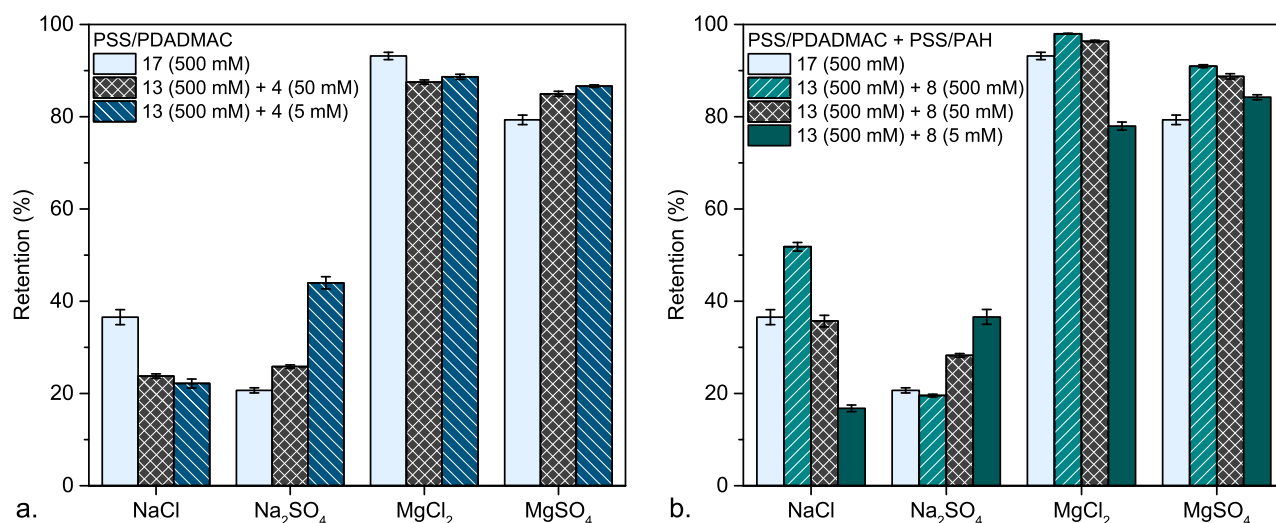 100
80
60
40
20
0
Retention (%)
PSS/PDADMAC
17 (500 mM)
13 (500 mM) + 4 (50 mM)
13 (500 mM) + 4 (5 mM)
NaCl
Na₂SO₄
MgCl₂
MgSO₄
a.
100
80
60
40
20
0
Retention (%)
PSS/PDADMAC + PSS/PAH
17 (500 mM)
13 (500 mM) + 8 (500 mM)
13 (500 mM) + 8 (50 mM)
13 (500 mM) + 8 (5 mM)
NaCl
Na₂SO₄
MgCl₂
MgSO₄
b.